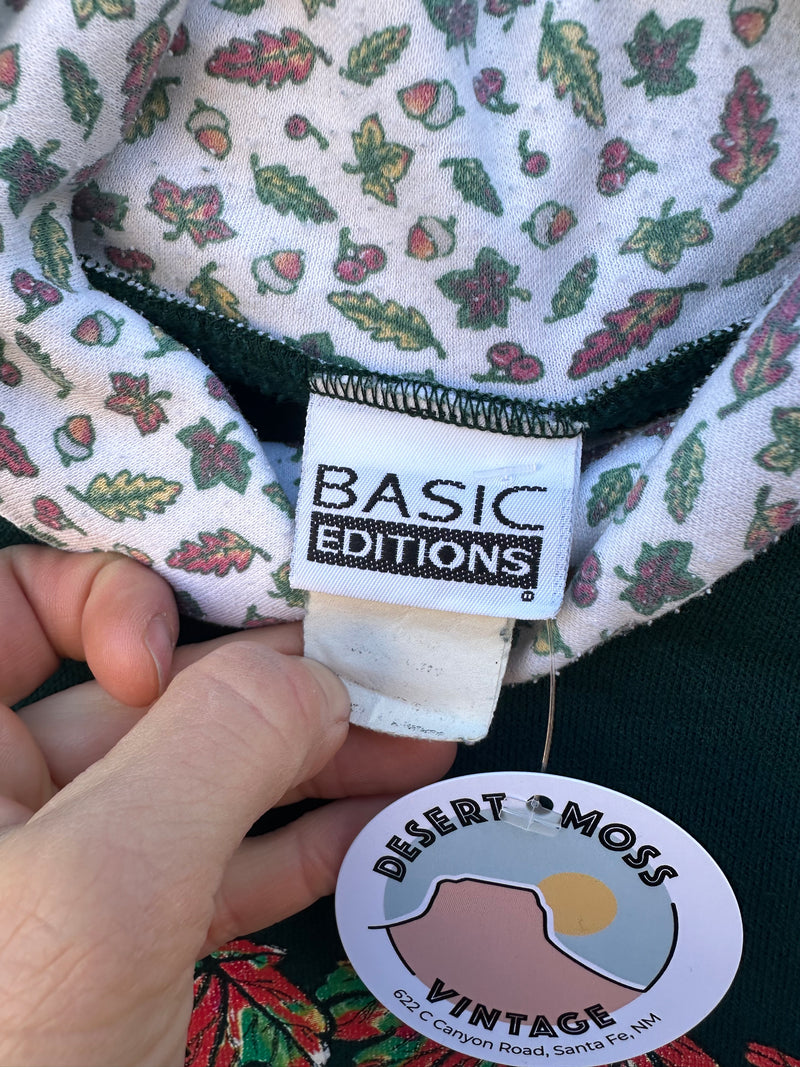 BASIC
EDITIONS
®
DESERT MOSS
VINTAGE
622 C Canyon Road, Santa Fe, NM